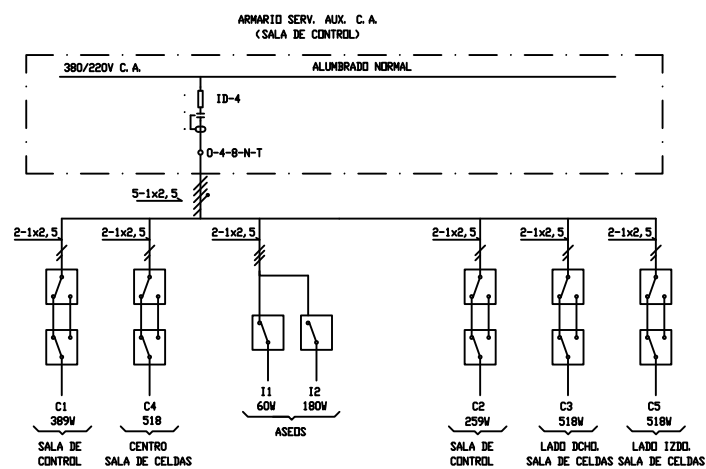 ARMARIO SERV. AUX. C.A.
(SALA DE CONTROL)
380/220V C.A.
ALUMBRADO NORMAL
ID-4
0-4-8-N-T
5-1x2,5
2-1x2,5
2-1x2,5
2-1x2,5
2-1x2,5
2-1x2,5
2-1x2,5
C1
389W
C4
518
I1
60W
I2
180W
C2
259W
C3
518W
C5
518W
SALA DE
CONTROL
CENTRO
SALA DE CELDAS
ASEOS
SALA DE
CONTROL
LADO DCHO.
SALA DE CELDAS
LADO IZDO.
SALA DE CELDAS